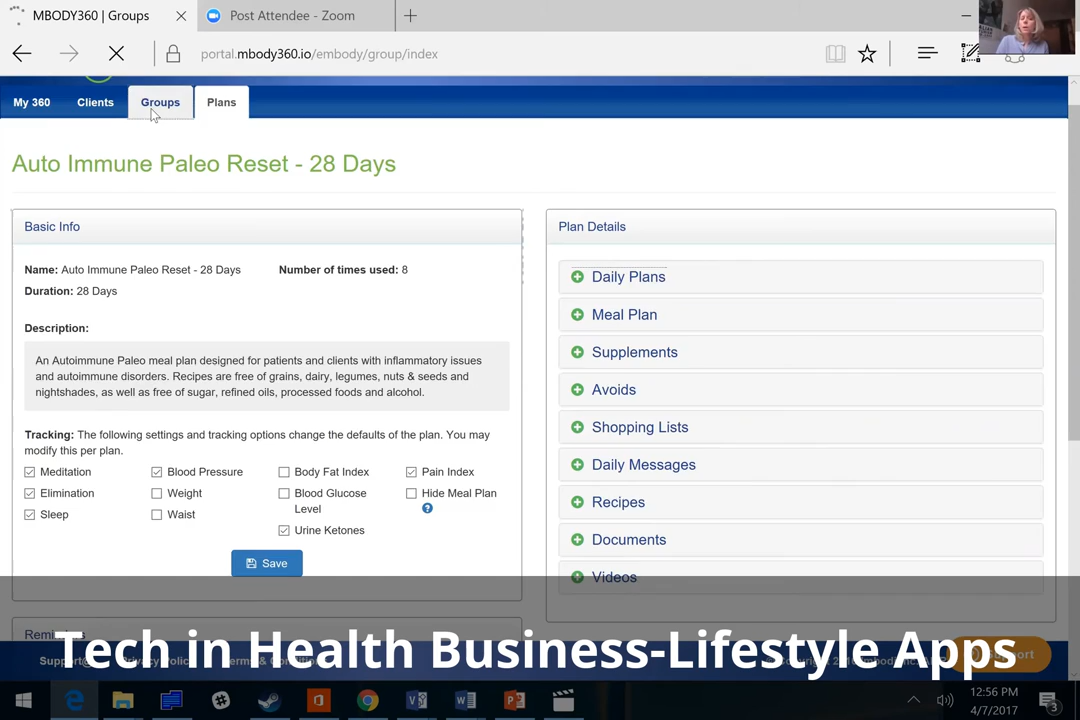 MBODY360 | Groups
Post Attendee - Zoom
portal.mbody360.io/embody/group/index
My 360 Clients Groups Plans
Auto Immune Paleo Reset - 28 Days
Basic Info
Name: Auto Immune Paleo Reset - 28 Days Number of times used: 8
Duration: 28 Days
Description:
An Autoimmune Paleo meal plan designed for patients and clients with inflammatory issues
and autoimmune disorders. Recipes are free of grains, dairy, legumes, nuts & seeds and
nightshades, as well as free of sugar, refined oils, processed foods and alcohol.
Tracking: The following settings and tracking options change the defaults of the plan. You may
modify this per plan.
Meditation Blood Pressure Body Fat Index Pain Index
Elimination Weight Blood Glucose Level Hide Meal Plan
Sleep Waist
Urine Ketones
Save
Plan Details
Daily Plans
Meal Plan
Supplements
Avoids
Shopping Lists
Daily Messages
Recipes
Documents
Videos
Tech in Health Business-Lifestyle Apps
12:56 PM
4/7/2017
3